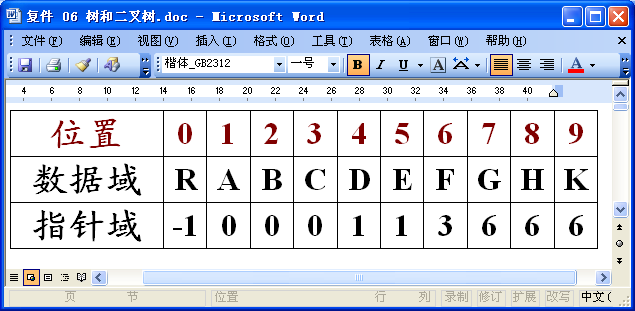 复件 06 树和二叉树.doc - Microsoft Word
文件(F) 编辑(E) 视图(V) 插入(I) 格式(O) 工具(T) 表格(A) 窗口(W) 帮助(H)
楷体_GB2312 一号 B I U A A A
4 6 8 10 12 14 16 18 20 22 24 26 28 30 32 34 36 38 40
位置 0 1 2 3 4 5 6 7 8 9
数据域 R A B C D E F G H K
指针域 -1 0 0 0 1 1 3 6 6 6
页 节 位置 行 列 录制 修订 扩展 改写 中文(